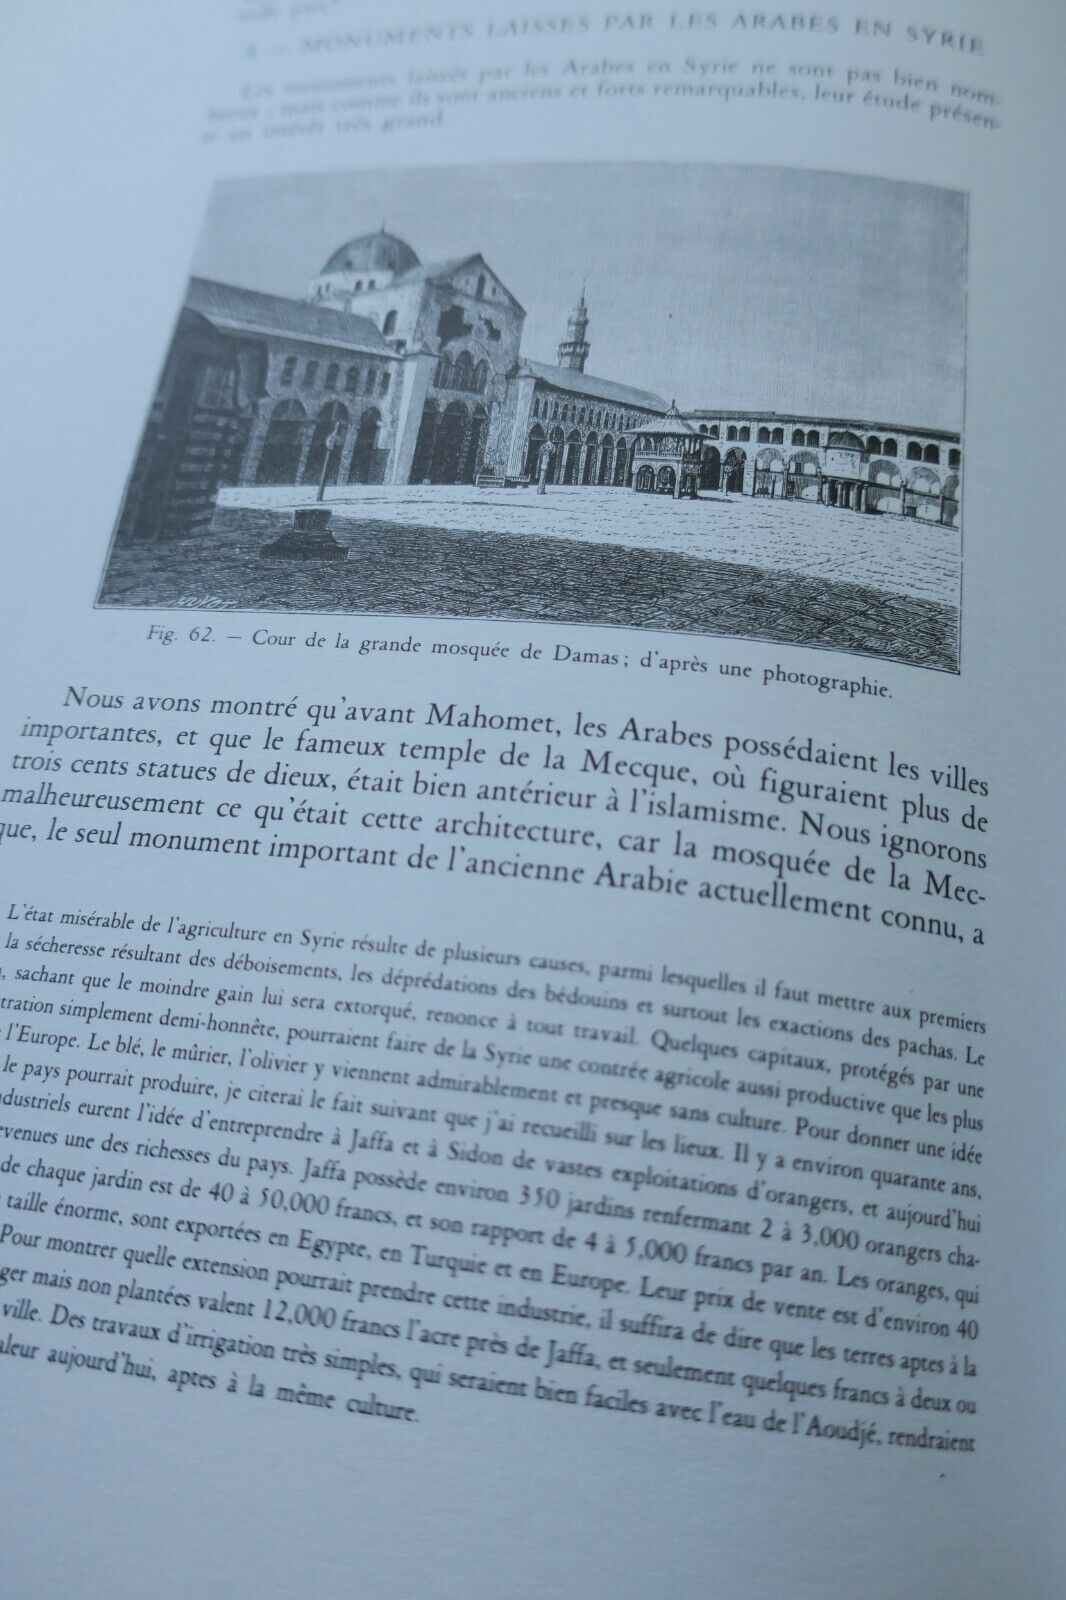 4. — MONUMENTS LAISSÉS PAR LES ARABES EN SYRIE
Les monuments laissés par les Arabes en Syrie ne sont pas bien nom-
breux ; mais comme ils sont anciens et forts remarquables, leur étude présen-
te un intérêt très grand
Fig. 62. — Cour de la grande mosquée de Damas ; d'après une photographie.
Nous avons montré qu'avant Mahomet, les Arabes possédaient les villes
importantes, et que le fameux temple de la Mecque, où figuraient plus de
trois cents statues de dieux, était bien antérieur à l'islamisme. Nous ignorons
malheureusement ce qu'était cette architecture, car la mosquée de la Mec-
que, le seul monument important de l'ancienne Arabie actuellement connu, a
L'état misérable de l'agriculture en Syrie résulte de plusieurs causes, parmi lesquelles il faut mettre aux premiers
la sécheresse résultant des déboisements, les déprédations des bédouins et surtout les exactions des pachas. Le
, sachant que le moindre gain lui sera extorqué, renonce à tout travail. Quelques capitaux, protégés par une
tration simplement demi-honnête, pourraient faire de la Syrie une contrée agricole aussi productive que les plus
l'Europe. Le blé, le mûrier, l'olivier y viennent admirablement et presque sans culture. Pour donner une idée
le pays pourrait produire, je citerai le fait suivant que j'ai recueilli sur les lieux. Il y a environ quarante ans,
ndustriels eurent l'idée d'entreprendre à Jaffa et à Sidon de vastes exploitations d'orangers, et aujourd'hui
evenues une des richesses du pays. Jaffa possède environ 350 jardins renfermant 2 à 3,000 orangers cha-
de chaque jardin est de 40 à 50,000 francs, et son rapport de 4 à 5,000 francs par an. Les oranges, qui
taille énorme, sont exportées en Egypte, en Turquie et en Europe. Leur prix de vente est d'environ 40
Pour montrer quelle extension pourrait prendre cette industrie, il suffira de dire que les terres aptes à la
ger mais non plantées valent 12,000 francs l'acre près de Jaffa, et seulement quelques francs à deux ou
ville. Des travaux d'irrigation très simples, qui seraient bien faciles avec l'eau de l'Aoudjé, rendraient
aleur aujourd'hui, aptes à la même culture.